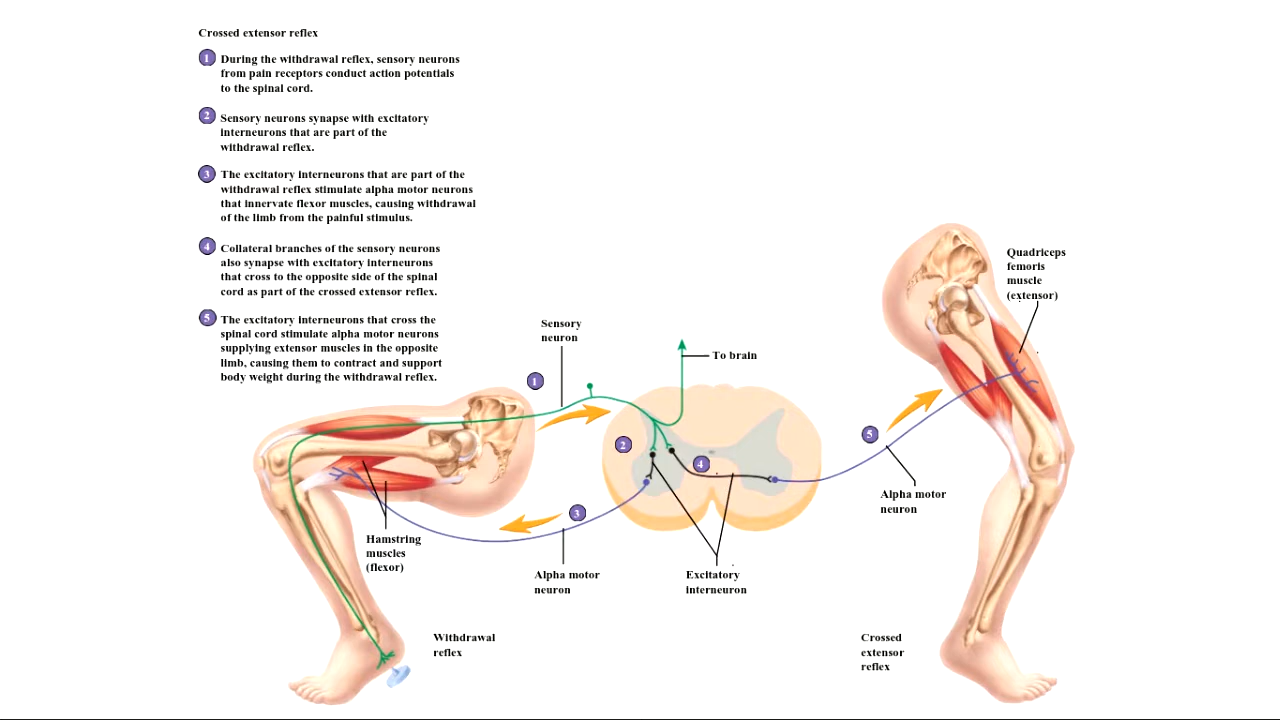 Crossed extensor reflex
1 During the withdrawal reflex, sensory neurons
from pain receptors conduct action potentials
to the spinal cord.
2 Sensory neurons synapse with excitatory
interneurons that are part of the
withdrawal reflex.
3 The excitatory interneurons that are part of the
withdrawal reflex stimulate alpha motor neurons
that innervate flexor muscles, causing withdrawal
of the limb from the painful stimulus.
4 Collateral branches of the sensory neurons
also synapse with excitatory interneurons
that cross to the opposite side of the spinal
cord as part of the crossed extensor reflex.
5 The excitatory interneurons that cross the
spinal cord stimulate alpha motor neurons
supplying extensor muscles in the opposite
limb, causing them to contract and support
body weight during the withdrawal reflex.
Quadriceps
femoris
muscle
(extensor)
Sensory
neuron
To brain
1
2
4
5
3
Alpha motor
neuron
Hamstring
muscles
(flexor)
Alpha motor
neuron
Excitatory
interneuron
Withdrawal
reflex
Crossed
extensor
reflex